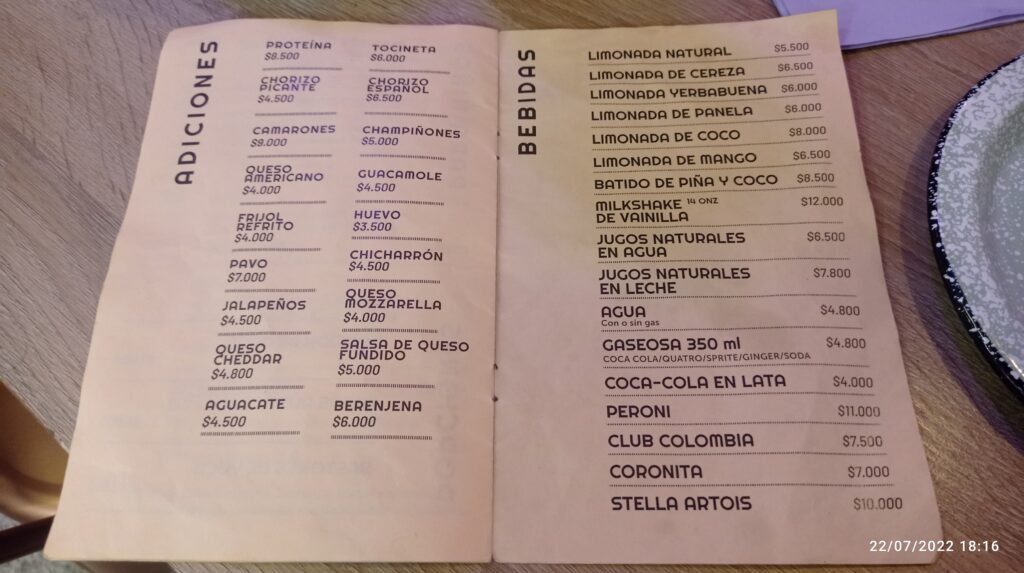 ADICIONES
PROTEÍNA
$8.500
TOCINETA
$6.000
CHORIZO
PICANTE
$4.500
CHORIZO
ESPAÑOL
$6.500
CAMARONES
$9.000
CHAMPIÑONES
$5.000
QUESO
AMERICANO
$4.000
GUACAMOLE
$4.500
FRIJOL
REFRITO
$4.000
HUEVO
$3.500
PAVO
$7.000
CHICHARRÓN
$4.500
JALAPEÑOS
$4.500
QUESO
MOZZARELLA
$4.000
QUESO
CHEDDAR
$4.800
SALSA DE QUESO
FUNDIDO
$5.000
AGUACATE
$4.500
BERENJENA
$6.000
BEBIDAS
LIMONADA NATURAL $5.500
LIMONADA DE CEREZA $6.500
LIMONADA YERBABUENA $6.000
LIMONADA DE PANELA $6.000
LIMONADA DE COCO $8.000
LIMONADA DE MANGO $6.500
BATIDO DE PIÑA Y COCO $8.500
MILKSHAKE 14 ONZ $12.000
DE VAINILLA
JUGOS NATURALES $6.500
EN AGUA
JUGOS NATURALES $7.800
EN LECHE
AGUA $4.800
Con o sin gas
GASEOSA 350 ml $4.800
COCA COLA/QUATRO/SPRITE/GINGER/SODA
COCA-COLA EN LATA $4.000
PERONI $11.000
CLUB COLOMBIA $7.500
CORONITA $7.000
STELLA ARTOIS $10.000
22/07/2022 18:16